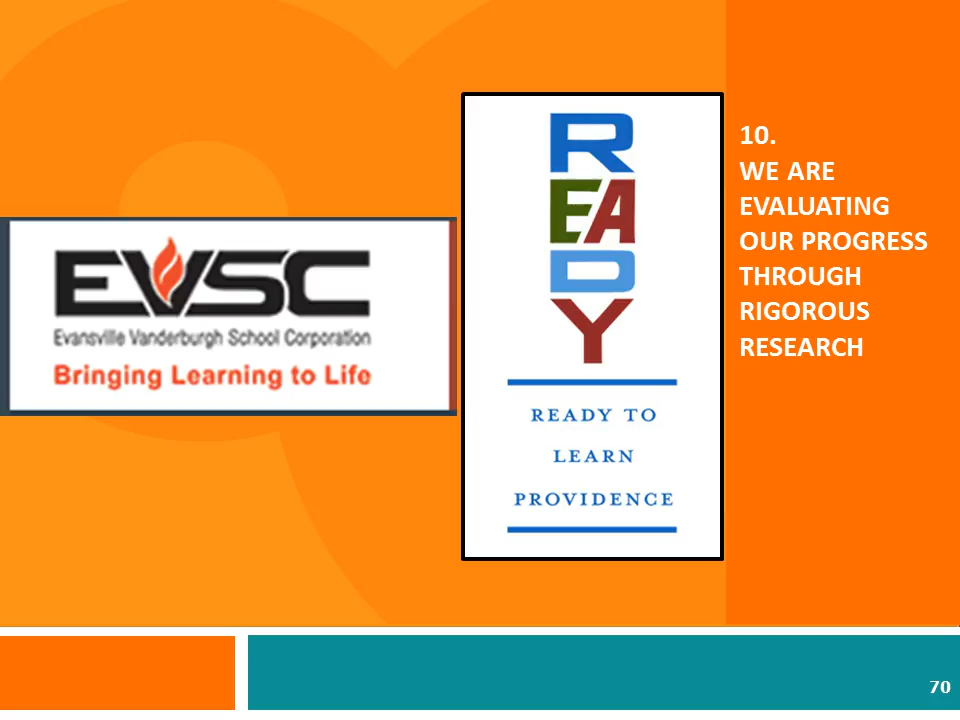 EVSC
Evansville Vanderburgh School Corporation
Bringing Learning to Life
R
EA
D
Y
READY TO
LEARN
PROVIDENCE
10.
WE ARE
EVALUATING
OUR PROGRESS
THROUGH
RIGOROUS
RESEARCH
70